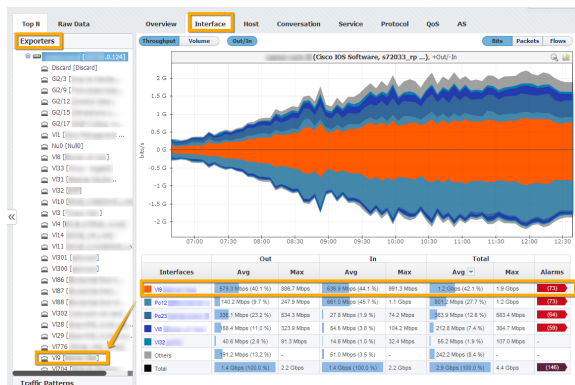 Top N Raw Data Overview Interface Host Conversation Service Protocol QoS AS
Exporters
Throughput Volume Out/In Bits Packets Flows
.0.124]
(Cisco IOS Software, s72033_rp ...), +Out/-In
Discard [Discard]
Gi2/3 [
Gi2/9 [
Gi2/12
Gi2/15
Gi2/17
Vl1 [
Nu0 [Nu0]
Vl8 [
Vl33 [
Vl31 [
Vl32
Vl10
Vl3 [
Vl4 [
Vl14
Vl11
Vl301
Vl300
Vl86 [
Vl87 [
Vl88 [
Vl302
Vl28 [
Vl29 [
Vl776
Vl9 [
Vl704
Traffic Patterns
bits/s
2 G
1.5 G
1 G
0.5 G
0 G
-0.5 G
-1 G
-1.5 G
-2 G
07:00 07:30 08:00 08:30 09:00 09:30 10:00 10:30 11:00 11:30 12:00 12:30
Out In Total
Interfaces Avg Max Avg Max Avg Max Alarms
Vl9 579.3 Mbps (40.1 %) 886.7 Mbps 636.9 Mbps (44.1 %) 991.3 Mbps 1.2 Gbps (42.1 %) 1.9 Gbps (73)
Po12 140.2 Mbps (9.7 %) 247.9 Mbps 661.0 Mbps (45.7 %) 1.1 Gbps 801.2 Mbps (27.7 %) 1.2 Gbps (73)
Po23 336.1 Mbps (23.2 %) 534.3 Mbps 27.8 Mbps (1.9 %) 74.2 Mbps 363.9 Mbps (12.6 %) 583.4 Mbps (64)
Vl8 158.4 Mbps (11.0 %) 323.9 Mbps 54.5 Mbps (3.8 %) 104.2 Mbps 212.8 Mbps (7.4 %) 384.7 Mbps (59)
Vl32 40.6 Mbps (2.8 %) 91.3 Mbps 14.6 Mbps (1.0 %) 32.4 Mbps 55.2 Mbps (1.9 %) 107.0 Mbps -
Others 191.2 Mbps (13.2 %) - 51.0 Mbps (3.5 %) - 242.2 Mbps (8.4 %) - -
Total 1.4 Gbps (100.0 %) 2.2 Gbps 1.4 Gbps (100.0 %) 2.2 Gbps 2.9 Gbps (100.0 %) 4.4 Gbps (146)